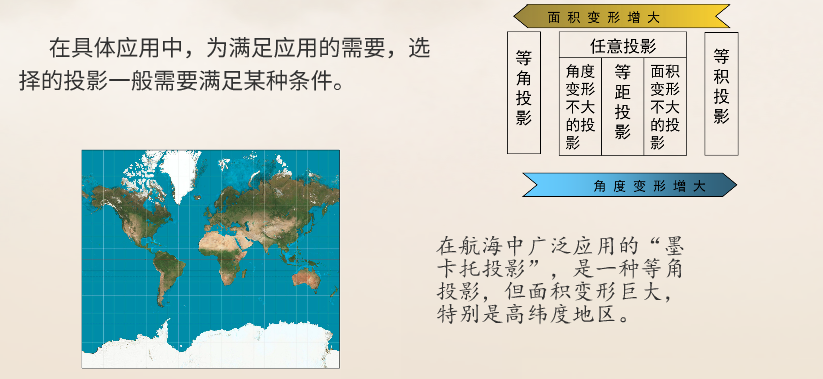 在具体应用中，为满足应用的需要，选
择的投影一般需要满足某种条件。
面积变形增大
等角投影
任意投影
角度变形不大的投影
等距投影
面积变形不大的投影
等积投影
角度变形增大
在航海中广泛应用的“墨
卡托投影”，是一种等角
投影，但面积变形巨大，
特别是高纬度地区。